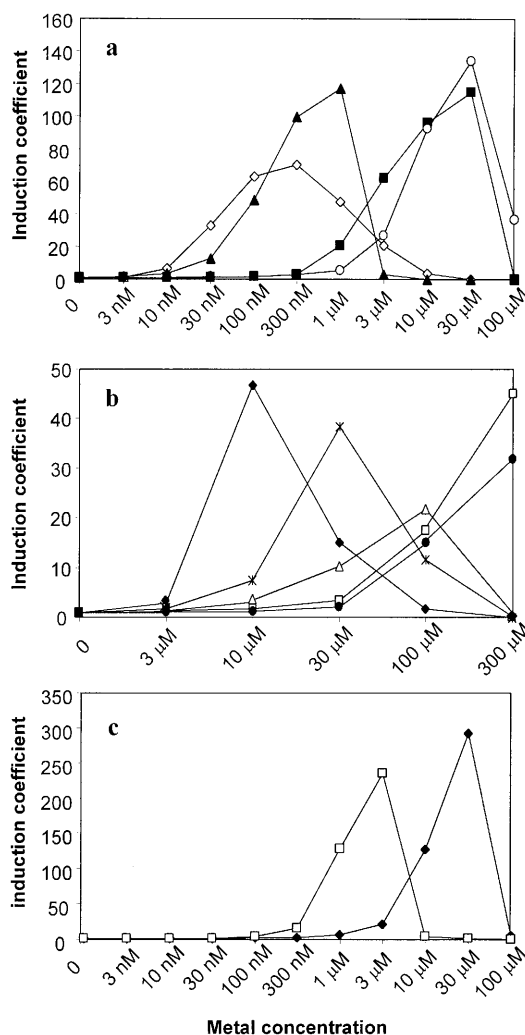 a
Induction coefficient
160
140
120
100
80
60
40
20
0
0 3 nM 10 nM 30 nM 100 nM 300 nM 1 µM 3 µM 10 µM 30 µM 100 µM
b
Induction coefficient
50
40
30
20
10
0
0 3 µM 10 µM 30 µM 100 µM 300 µM
c
induction coefficient
350
300
250
200
150
100
50
0
0 3 nM 10 nM 30 nM 100 nM 300 nM 1 µM 3 µM 10 µM 30 µM 100 µM
Metal concentration